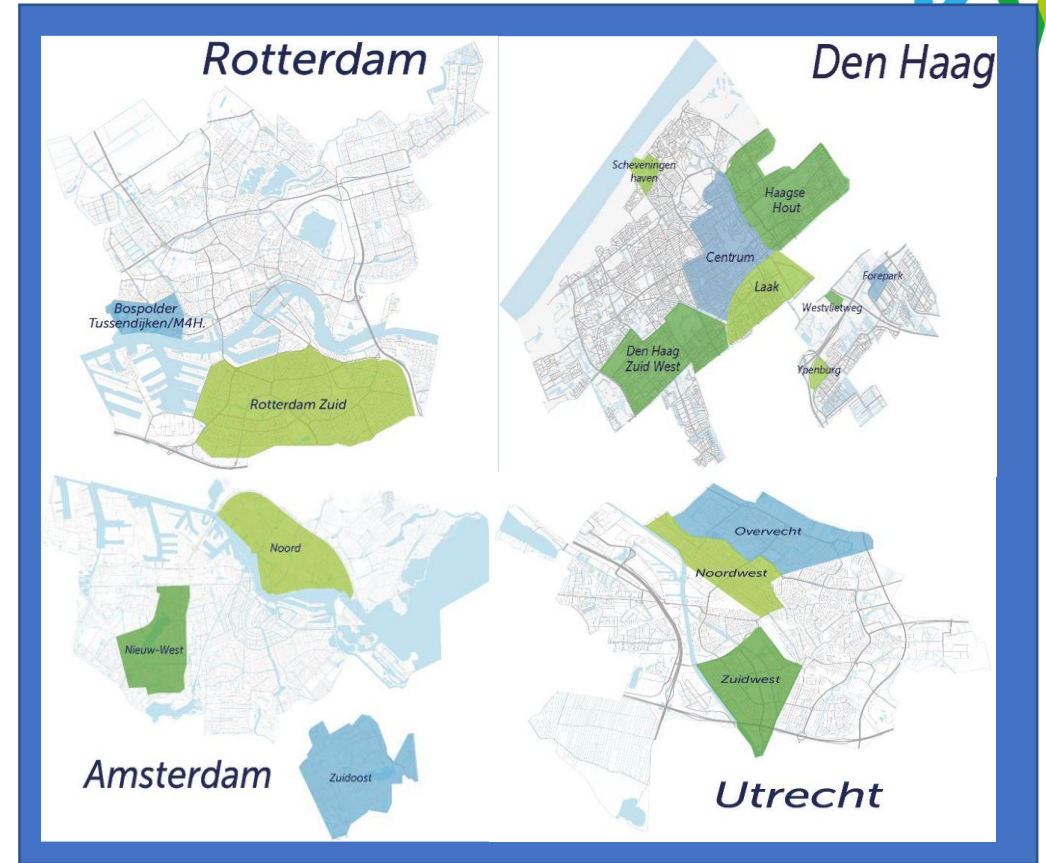 Rotterdam
Bospolder
Tussendijken/M4H.
Rotterdam Zuid
Den Haag
Scheveningen
haven
Haagse
Hout
Centrum
Laak
Forepark
Westvlietweg
Ypenburg
Den Haag
Zuid West
Noord
Nieuw-West
Zuidoost
Amsterdam
Overvecht
Noordwest
Zuidwest
Utrecht